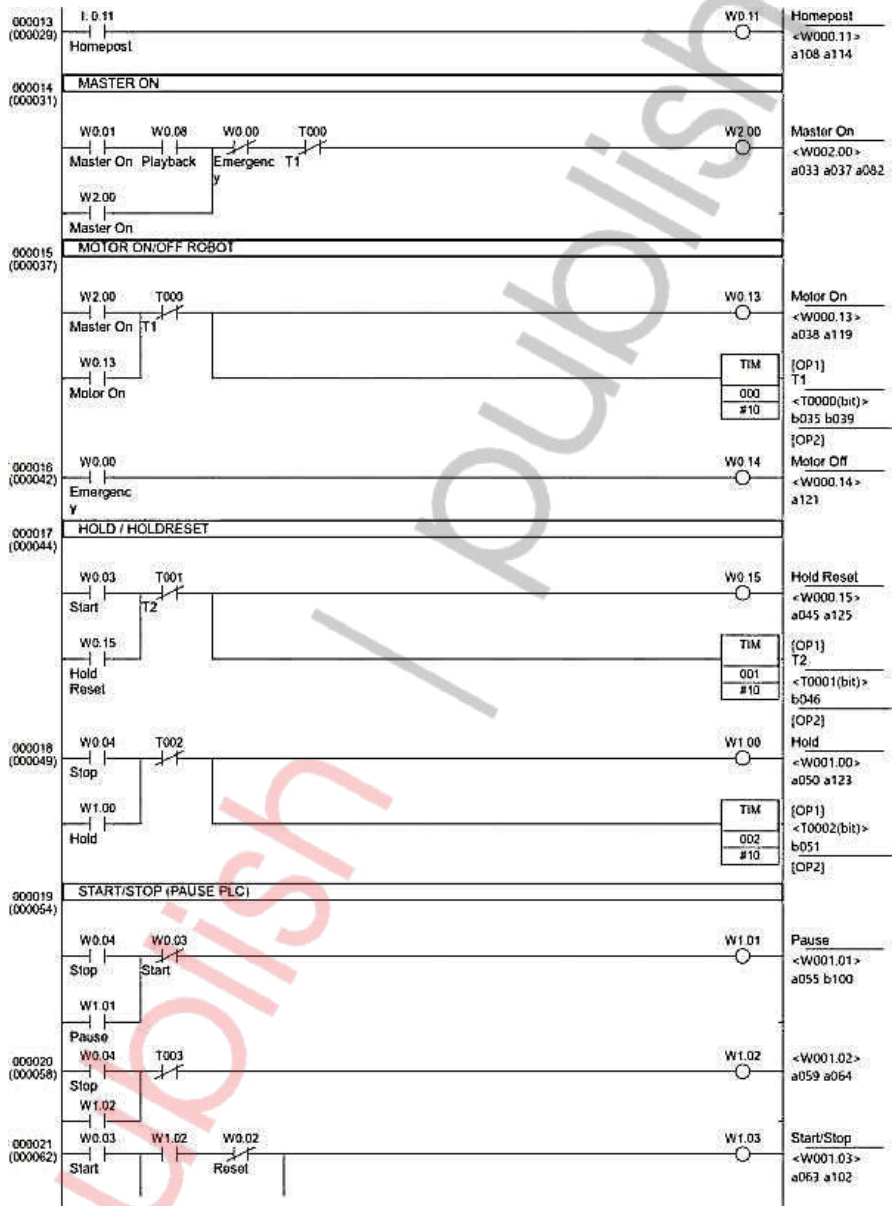 000013
(000029)
I: 0.11
Homepost
W0.11
Homepost
<W000.11>
a108 a114
000014
(000031)
MASTER ON
W0.01 W0.08 W0.00 T000
Master On Playback Emergenc
y T1
W2.00
Master On
<W002.00>
a033 a037 a082
W2.00
Master On
000015
(000037)
MOTOR ON/OFF ROBOT
W2.00 T000
Master On T1
W0.13
Motor On
<W000.13>
a038 a119
W0.13
Motor On
TIM
000
#10
[OP1]
T1
<T0000(bit)>
b035 b039
[OP2]
000016
(000042)
W0.00
Emergenc
y
W0.14
Motor Off
<W000.14>
a121
000017
(000044)
HOLD / HOLDRESET
W0.03 T001
Start T2
W0.15
Hold Reset
<W000.15>
a045 a125
W0.15
Hold
Reset
TIM
001
#10
[OP1]
T2
<T0001(bit)>
b046
[OP2]
000018
(000049)
W0.04 T002
Stop
W1.00
Hold
<W001.00>
a050 a123
W1.00
Hold
TIM
002
#10
[OP1]
<T0002(bit)>
b051
[OP2]
000019
(000054)
START/STOP (PAUSE PLC)
W0.04 W0.03
Stop Start
W1.01
Pause
<W001.01>
a055 b100
W1.01
Pause
000020
(000058)
W0.04 T003
Stop
W1.02
<W001.02>
a059 a064
W1.02
000021
(000062)
W0.03 W1.02 W0.02
Start Reset
W1.03
Start/Stop
<W001.03>
a063 a102
ublish / publish